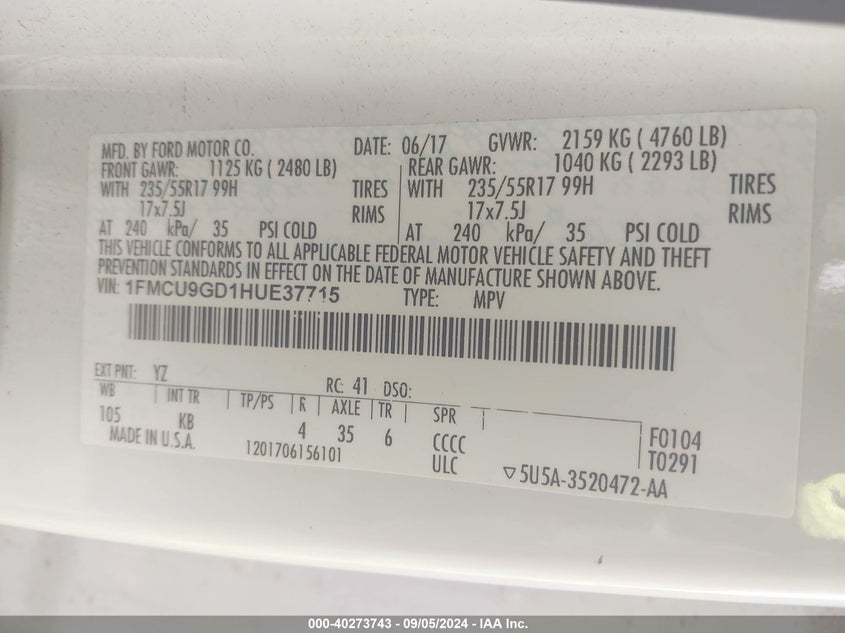 MFD. BY FORD MOTOR CO. DATE: 06/17 GVWR: 2159 KG ( 4760 LB)
FRONT GAWR: 1125 KG ( 2480 LB) REAR GAWR: 1040 KG ( 2293 LB)
WITH 235/55R17 99H TIRES WITH 235/55R17 99H TIRES
17x7.5J RIMS 17x7.5J RIMS
AT 240 kPa/ 35 PSI COLD AT 240 kPa/ 35 PSI COLD
THIS VEHICLE CONFORMS TO ALL APPLICABLE FEDERAL MOTOR VEHICLE SAFETY AND THEFT
PREVENTION STANDARDS IN EFFECT ON THE DATE OF MANUFACTURE SHOWN ABOVE.
VIN: 1FMCU9GD1HUE37715 TYPE: MPV
EXT PNT: YZ RC: 41 DSO:
WB INT TR TP/PS R AXLE TR SPR
105 KB 4 35 6 CCCC F0104
MADE IN U.S.A. 1201706156101 ULC T0291
▽5U5A-3520472-AA
000-40273743 - 09/05/2024 - IAA Inc.